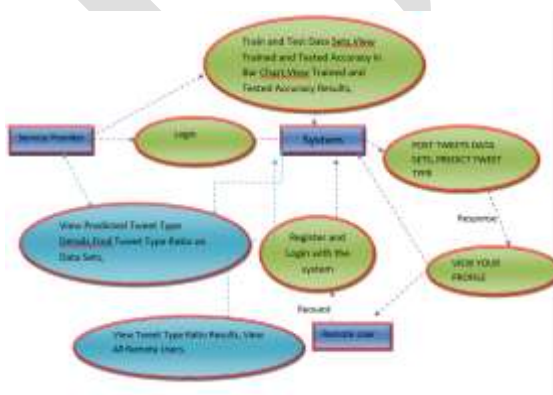 Train and Test Data Sets,View
Trained and Tested Accuracy in
Bar Chart,View Trained and
Tested Accuracy Results,
Service Provider
Login
System
POST TWEETS DATA
SETS, PREDICT TWEET
TYPE
Response
View Predicted Tweet Type
Details,Find Tweet Type Ratio on
Data Sets,
Register and
Login with the
system
VIEW YOUR
PROFILE
Request
View Tweet Type Ratio Results, View
All Remote Users.
Remote User